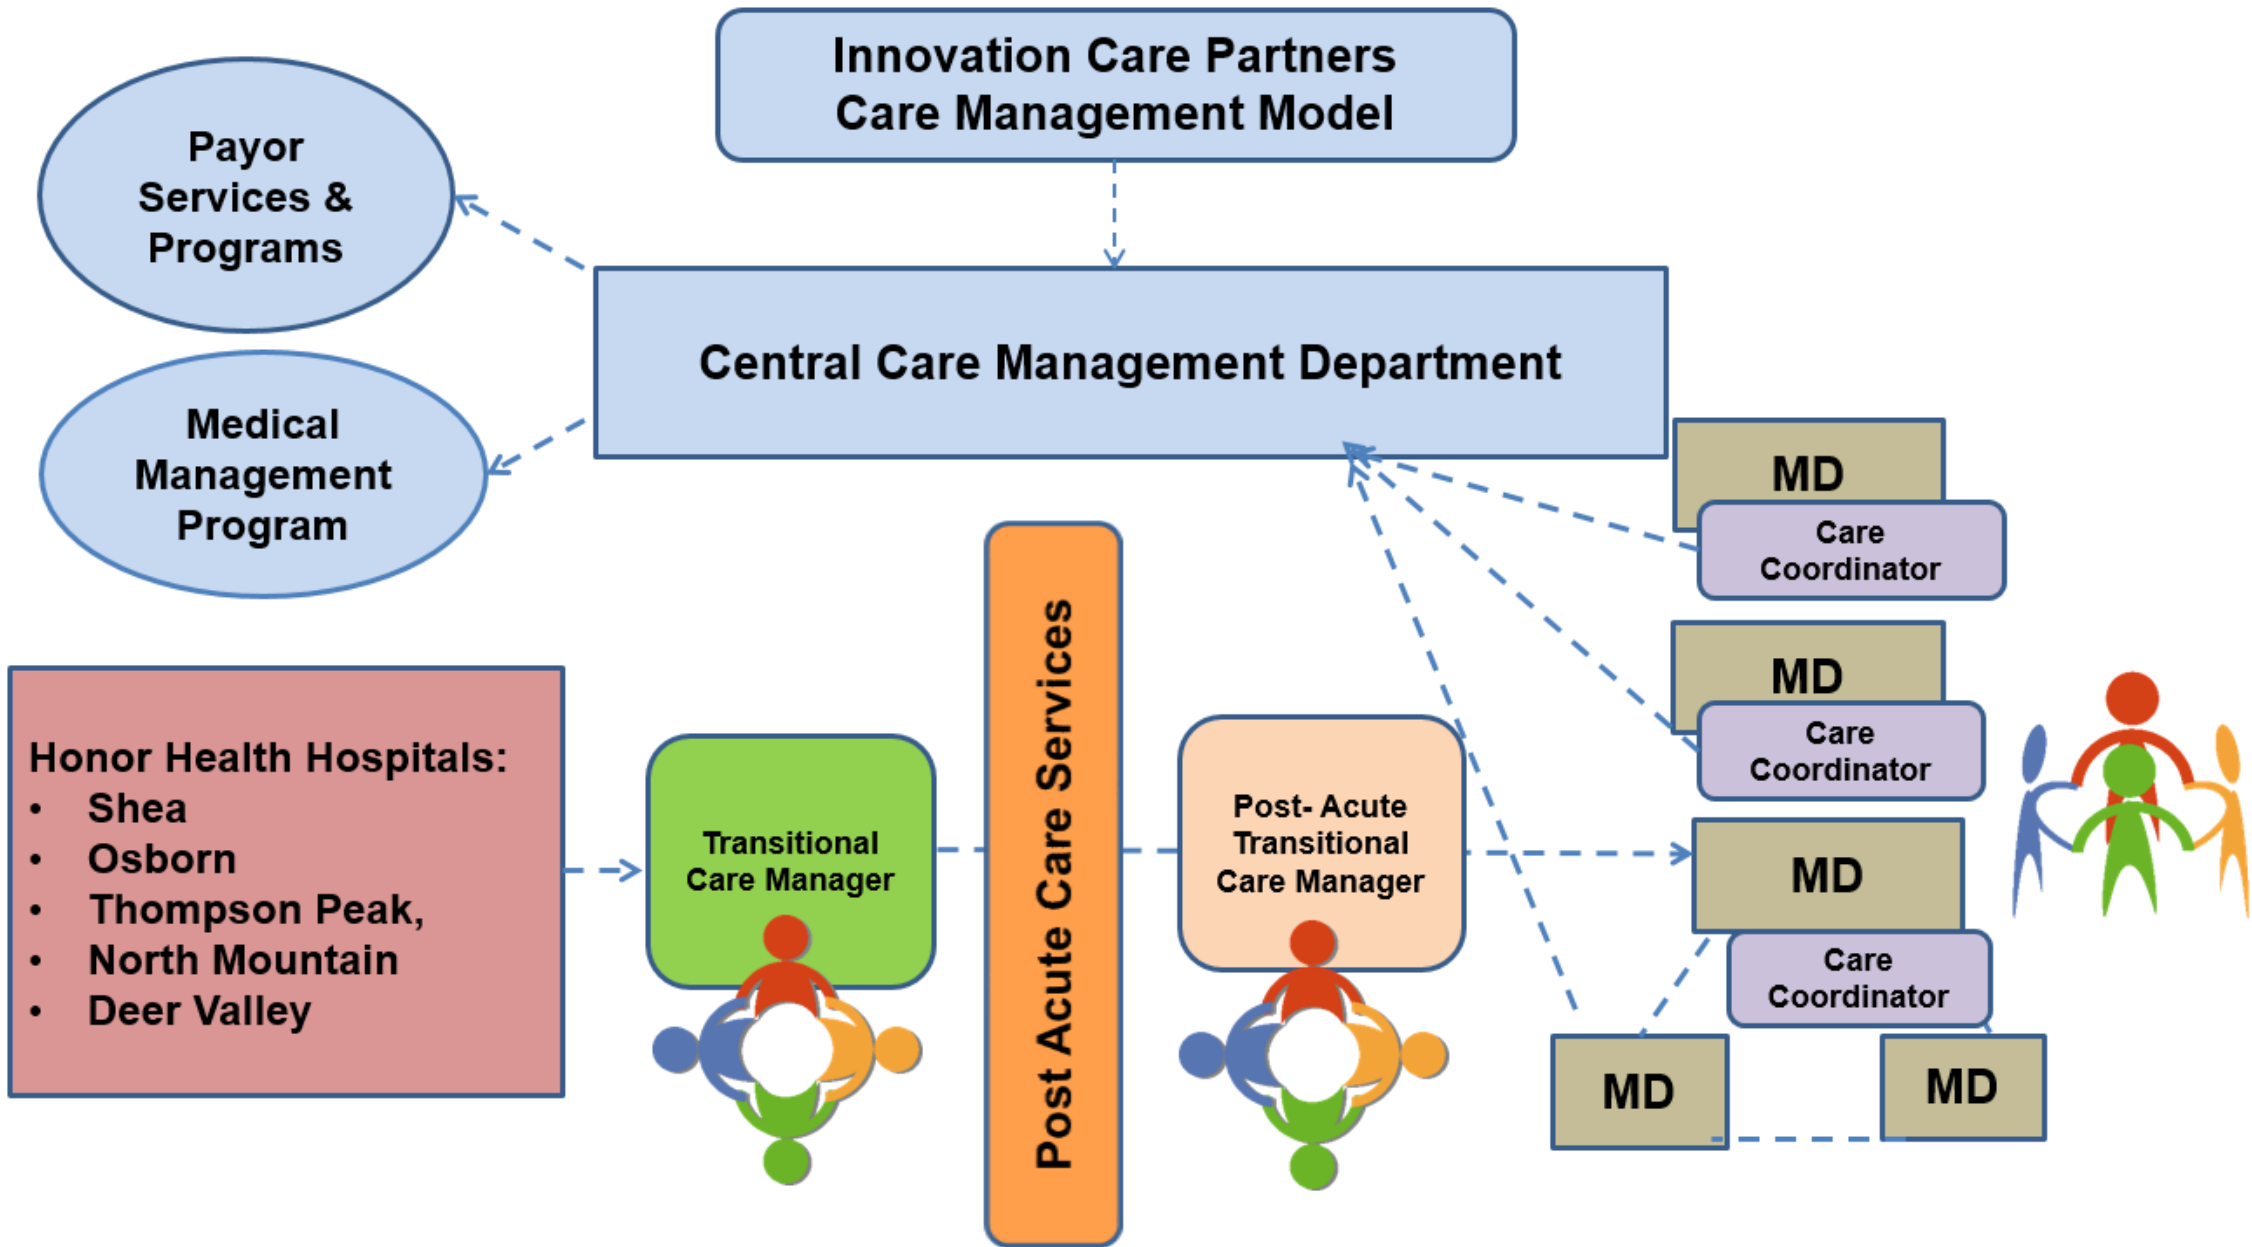 Innovation Care Partners
Care Management Model
Payor
Services &
Programs
Central Care Management Department
Medical
Management
Program
MD
Care
Coordinator
MD
Care
Coordinator
Honor Health Hospitals:
• Shea
• Osborn
• Thompson Peak,
• North Mountain
• Deer Valley
Transitional
Care Manager
Post Acute Care Services
Post- Acute
Transitional
Care Manager
MD
Care
Coordinator
MD
MD